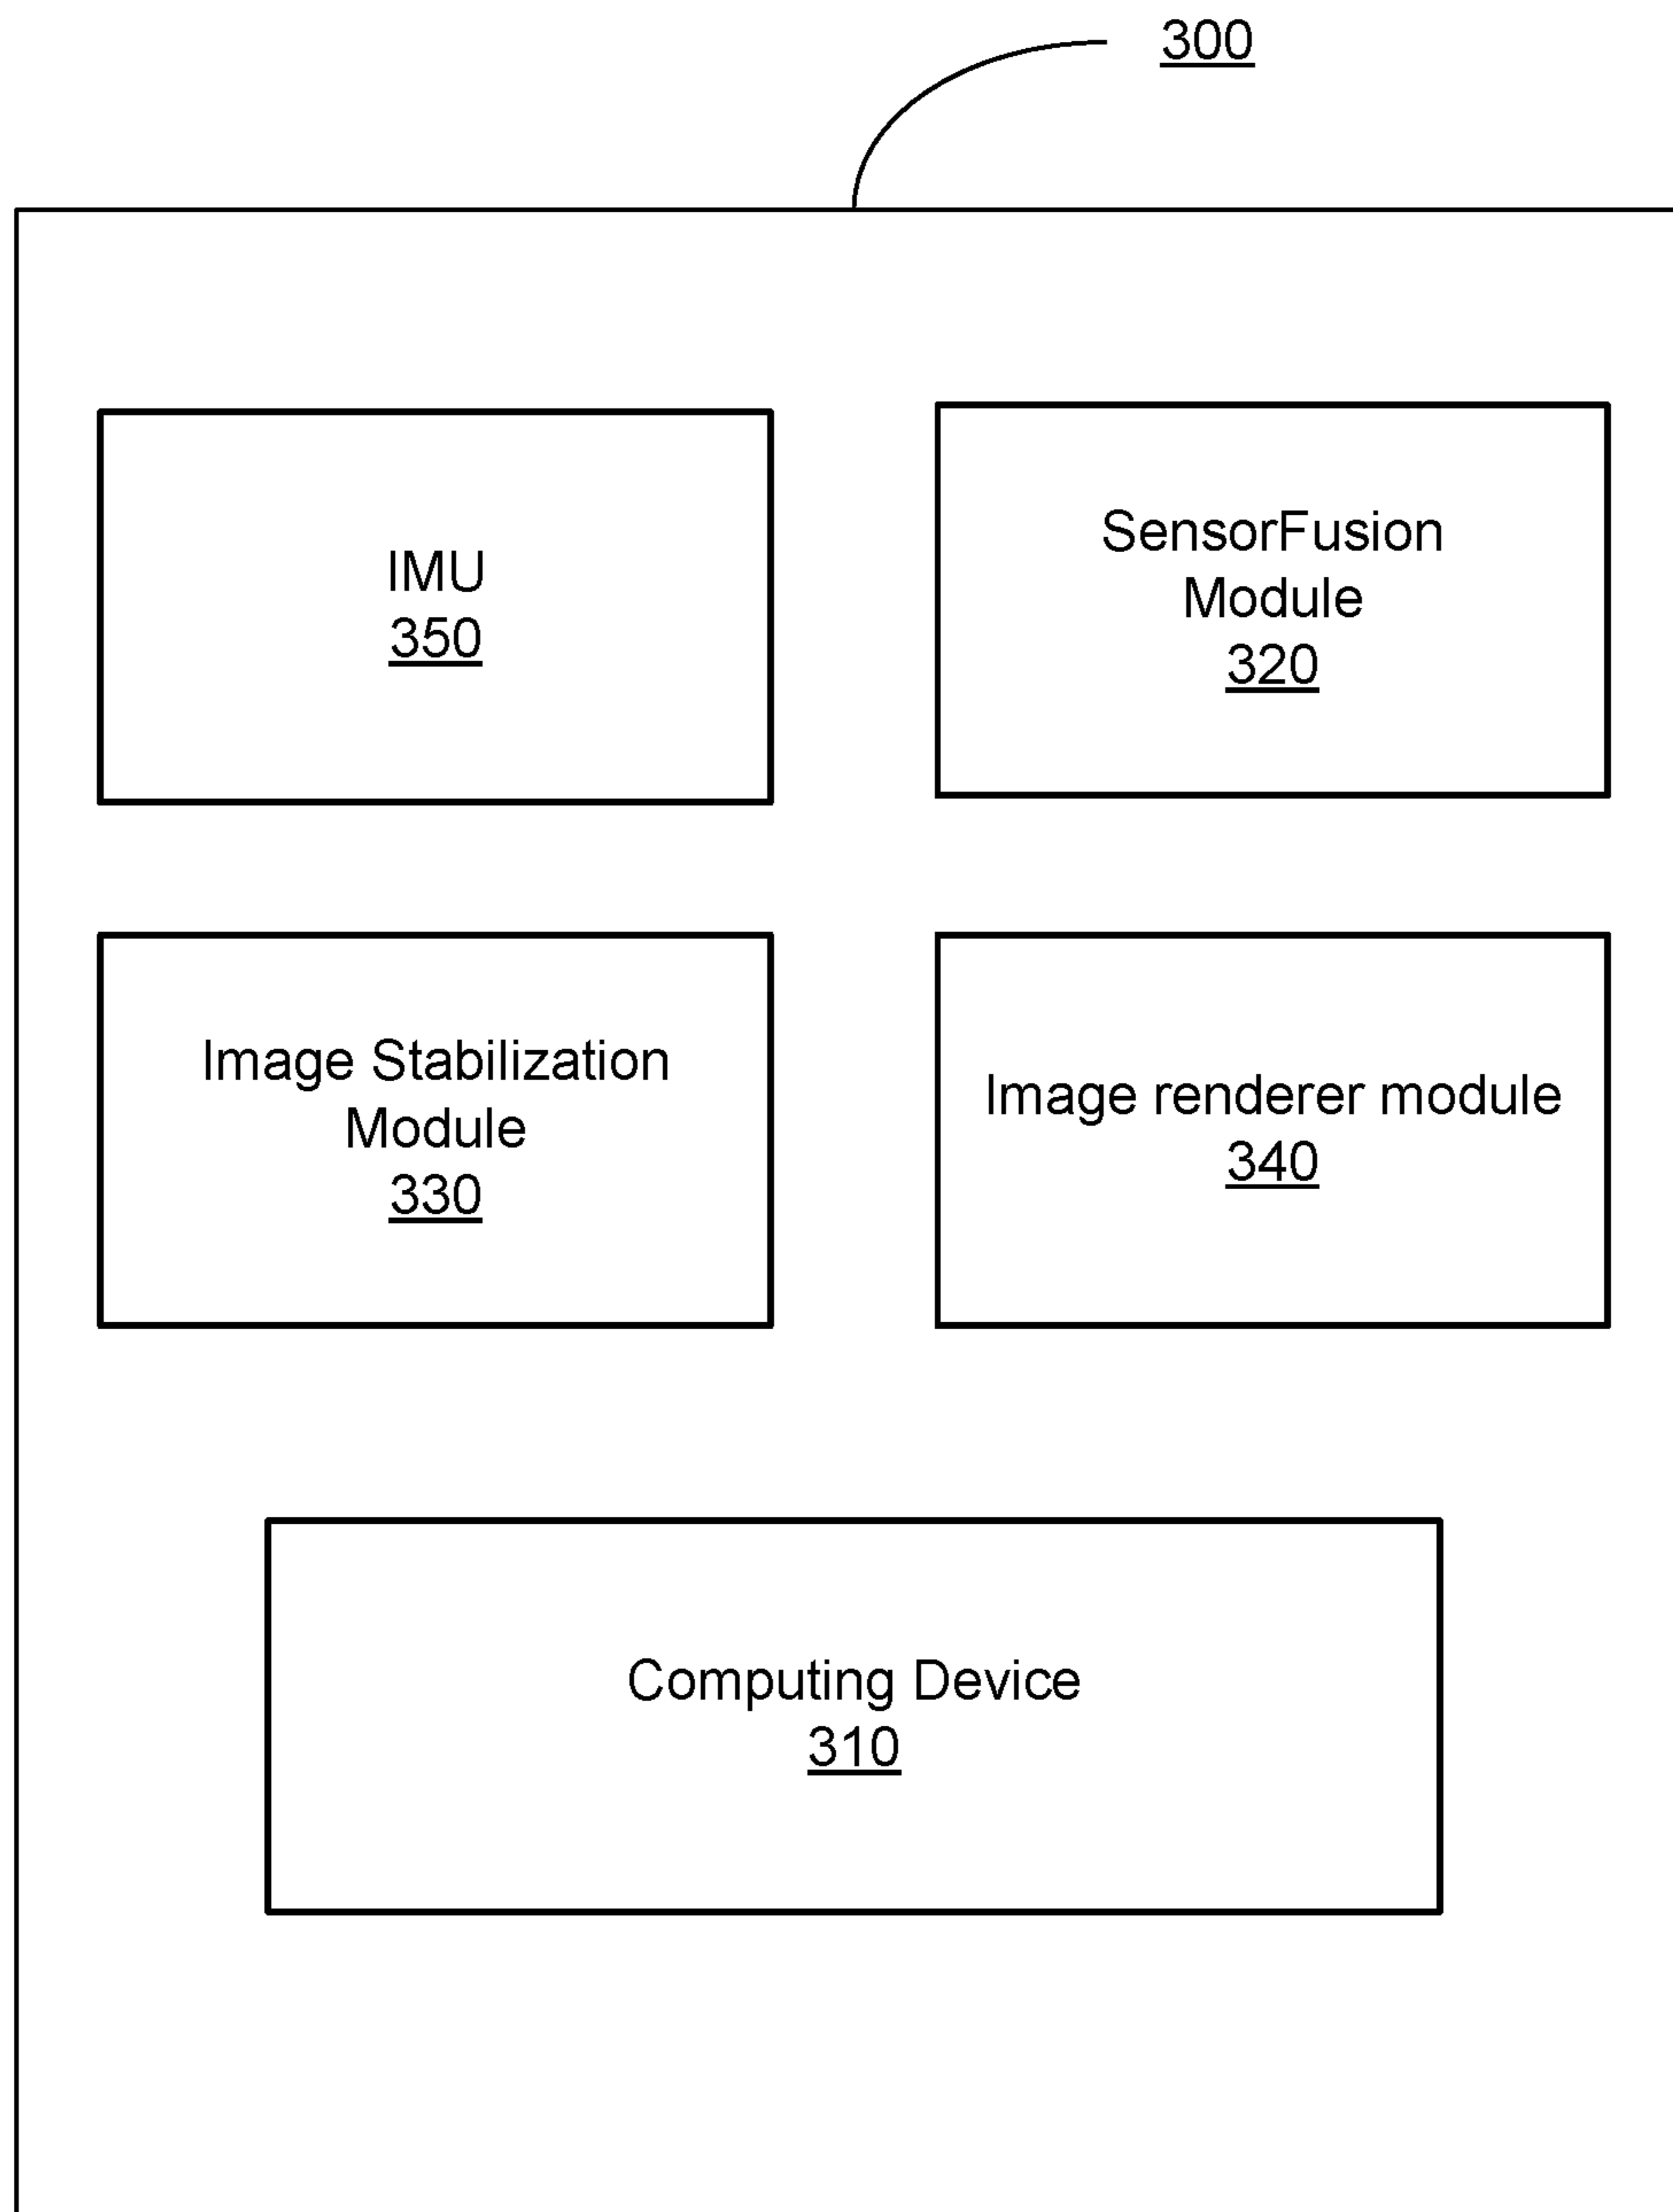 300
IMU
350
SensorFusion
Module
320
Image Stabilization
Module
330
Image renderer module
340
Computing Device
310